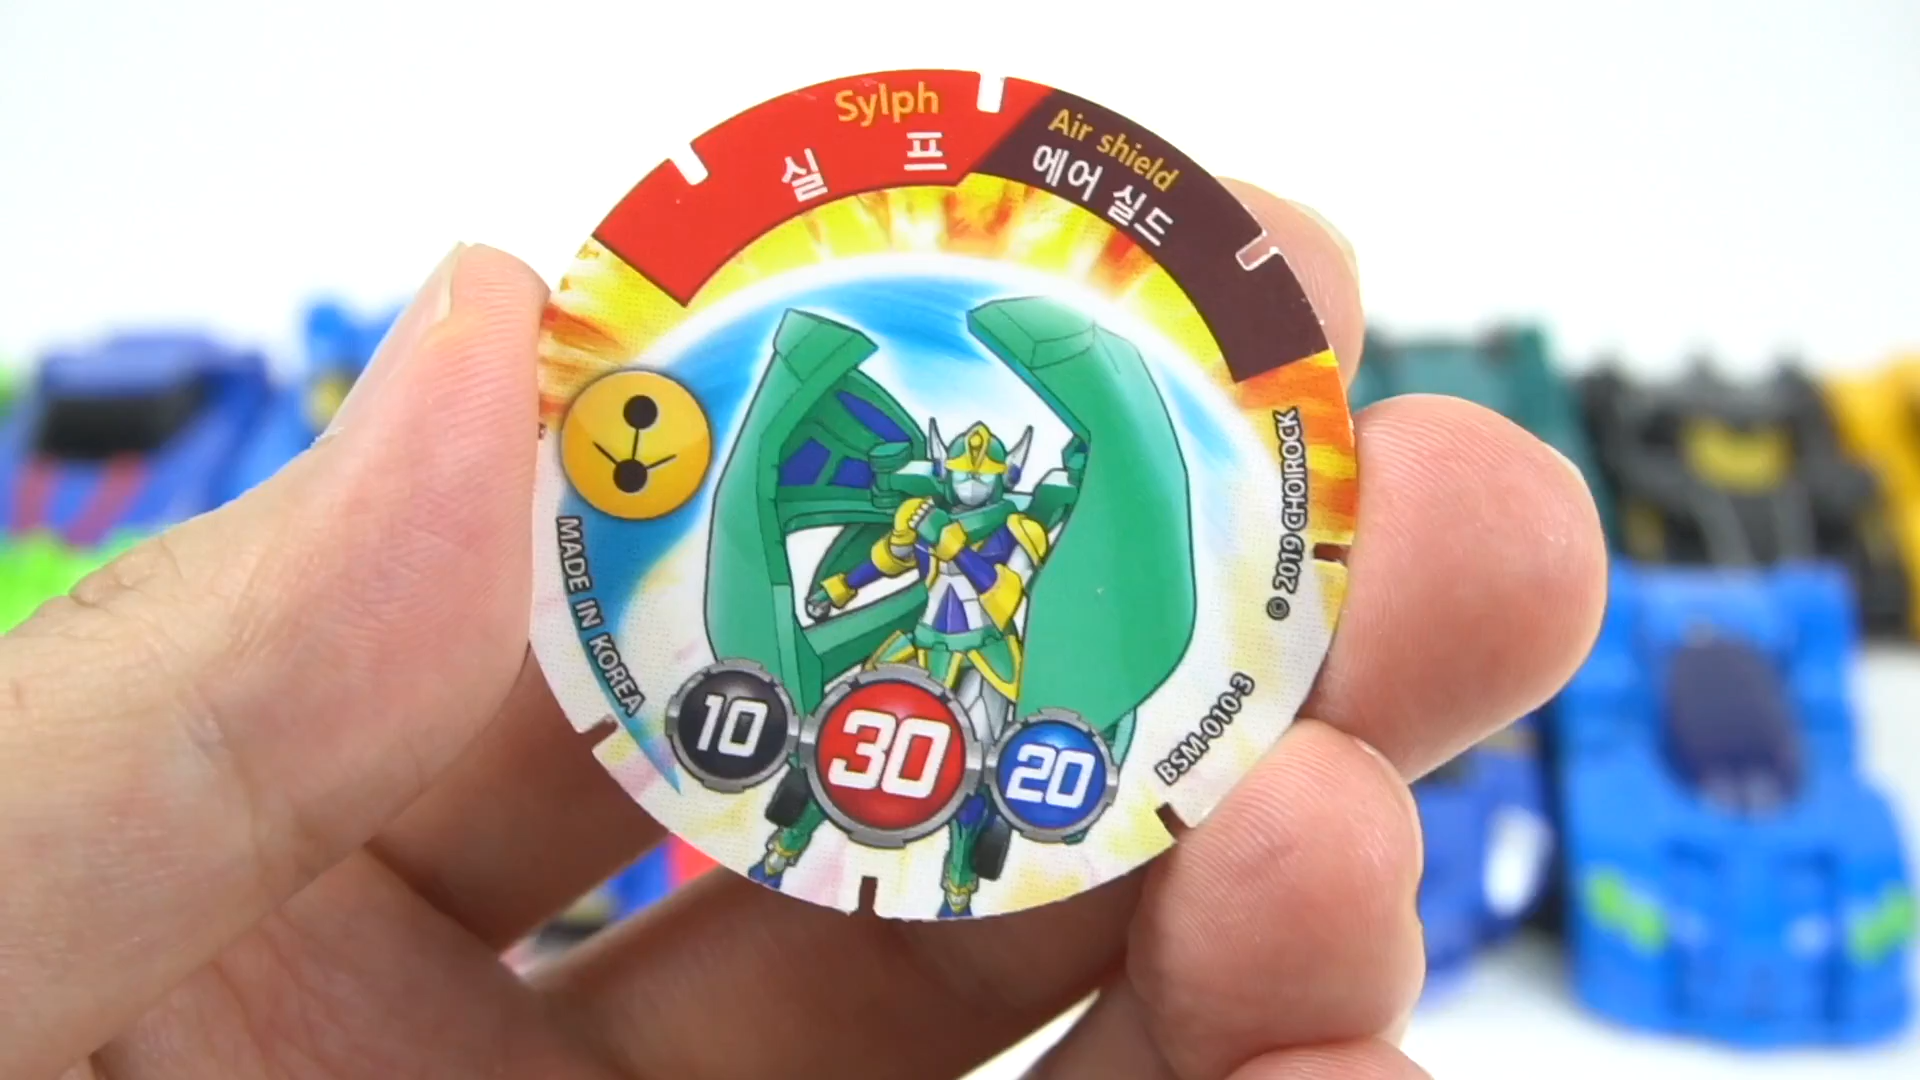 Sylph
실 프
Air shield
에어 실드
MADE IN KOREA
© 2019 CHOIROCK
BSM-010-3
10
30
20